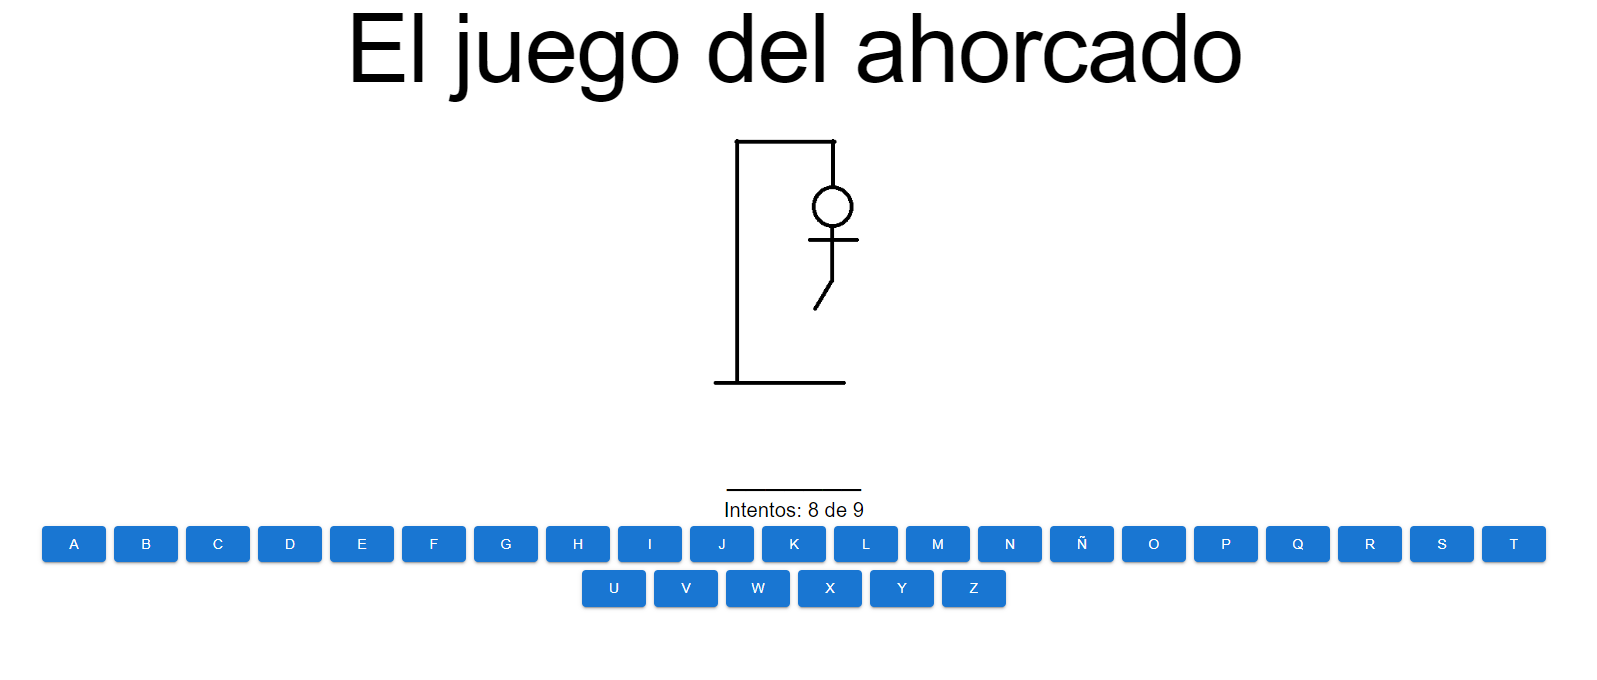 El juego del ahorcado
Intentos: 8 de 9
A B C D E F G H I J K L M N Ñ O P Q R S T
U V W X Y Z